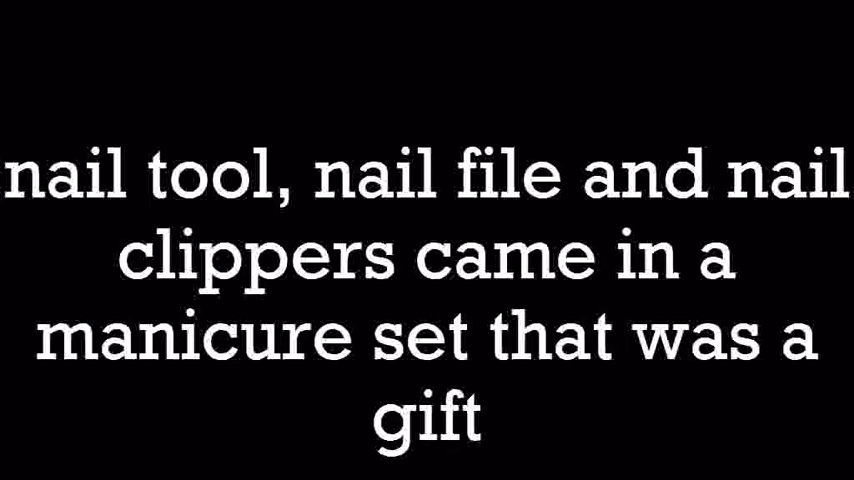 nail tool, nail file and nail
clippers came in a
manicure set that was a
gift